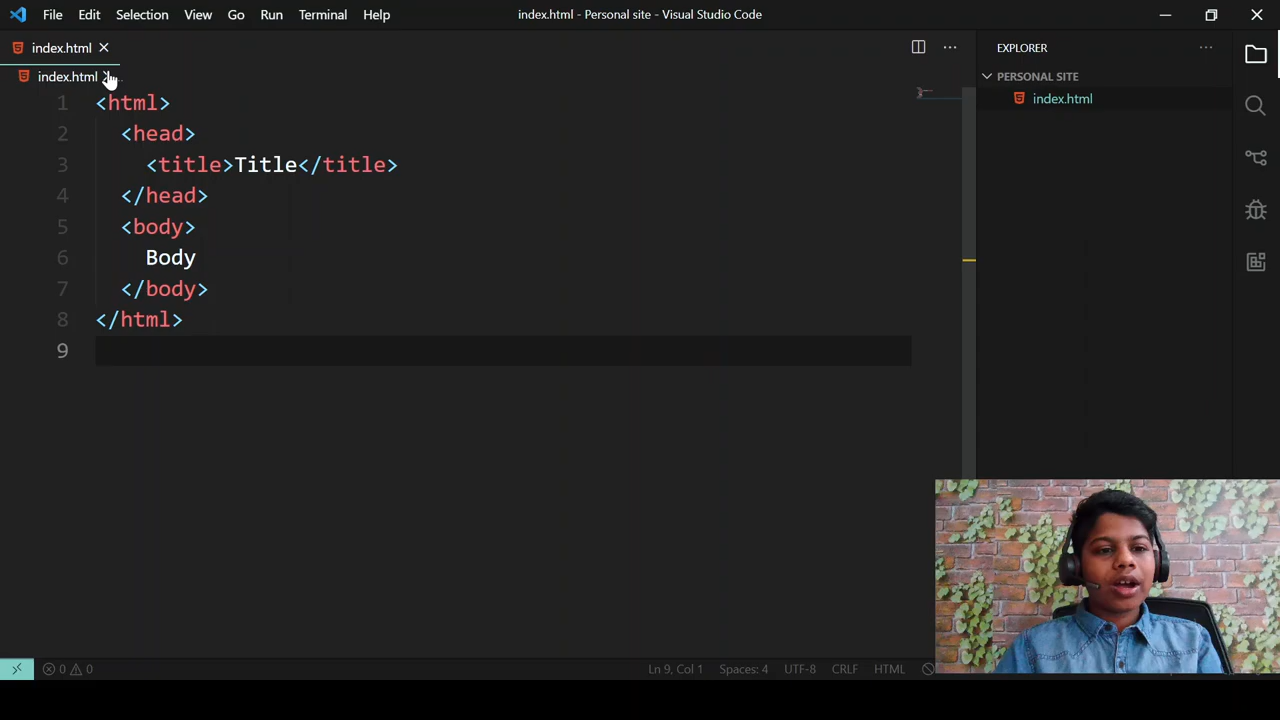 File Edit Selection View Go Run Terminal Help
index.html - Personal site - Visual Studio Code
index.html
index.html
1 <html>
2 <head>
3 <title>Title</title>
4 </head>
5 <body>
6 Body
7 </body>
8 </html>
9
EXPLORER
PERSONAL SITE
index.html
0 0
Ln 9, Col 1 Spaces: 4 UTF-8 CRLF HTML